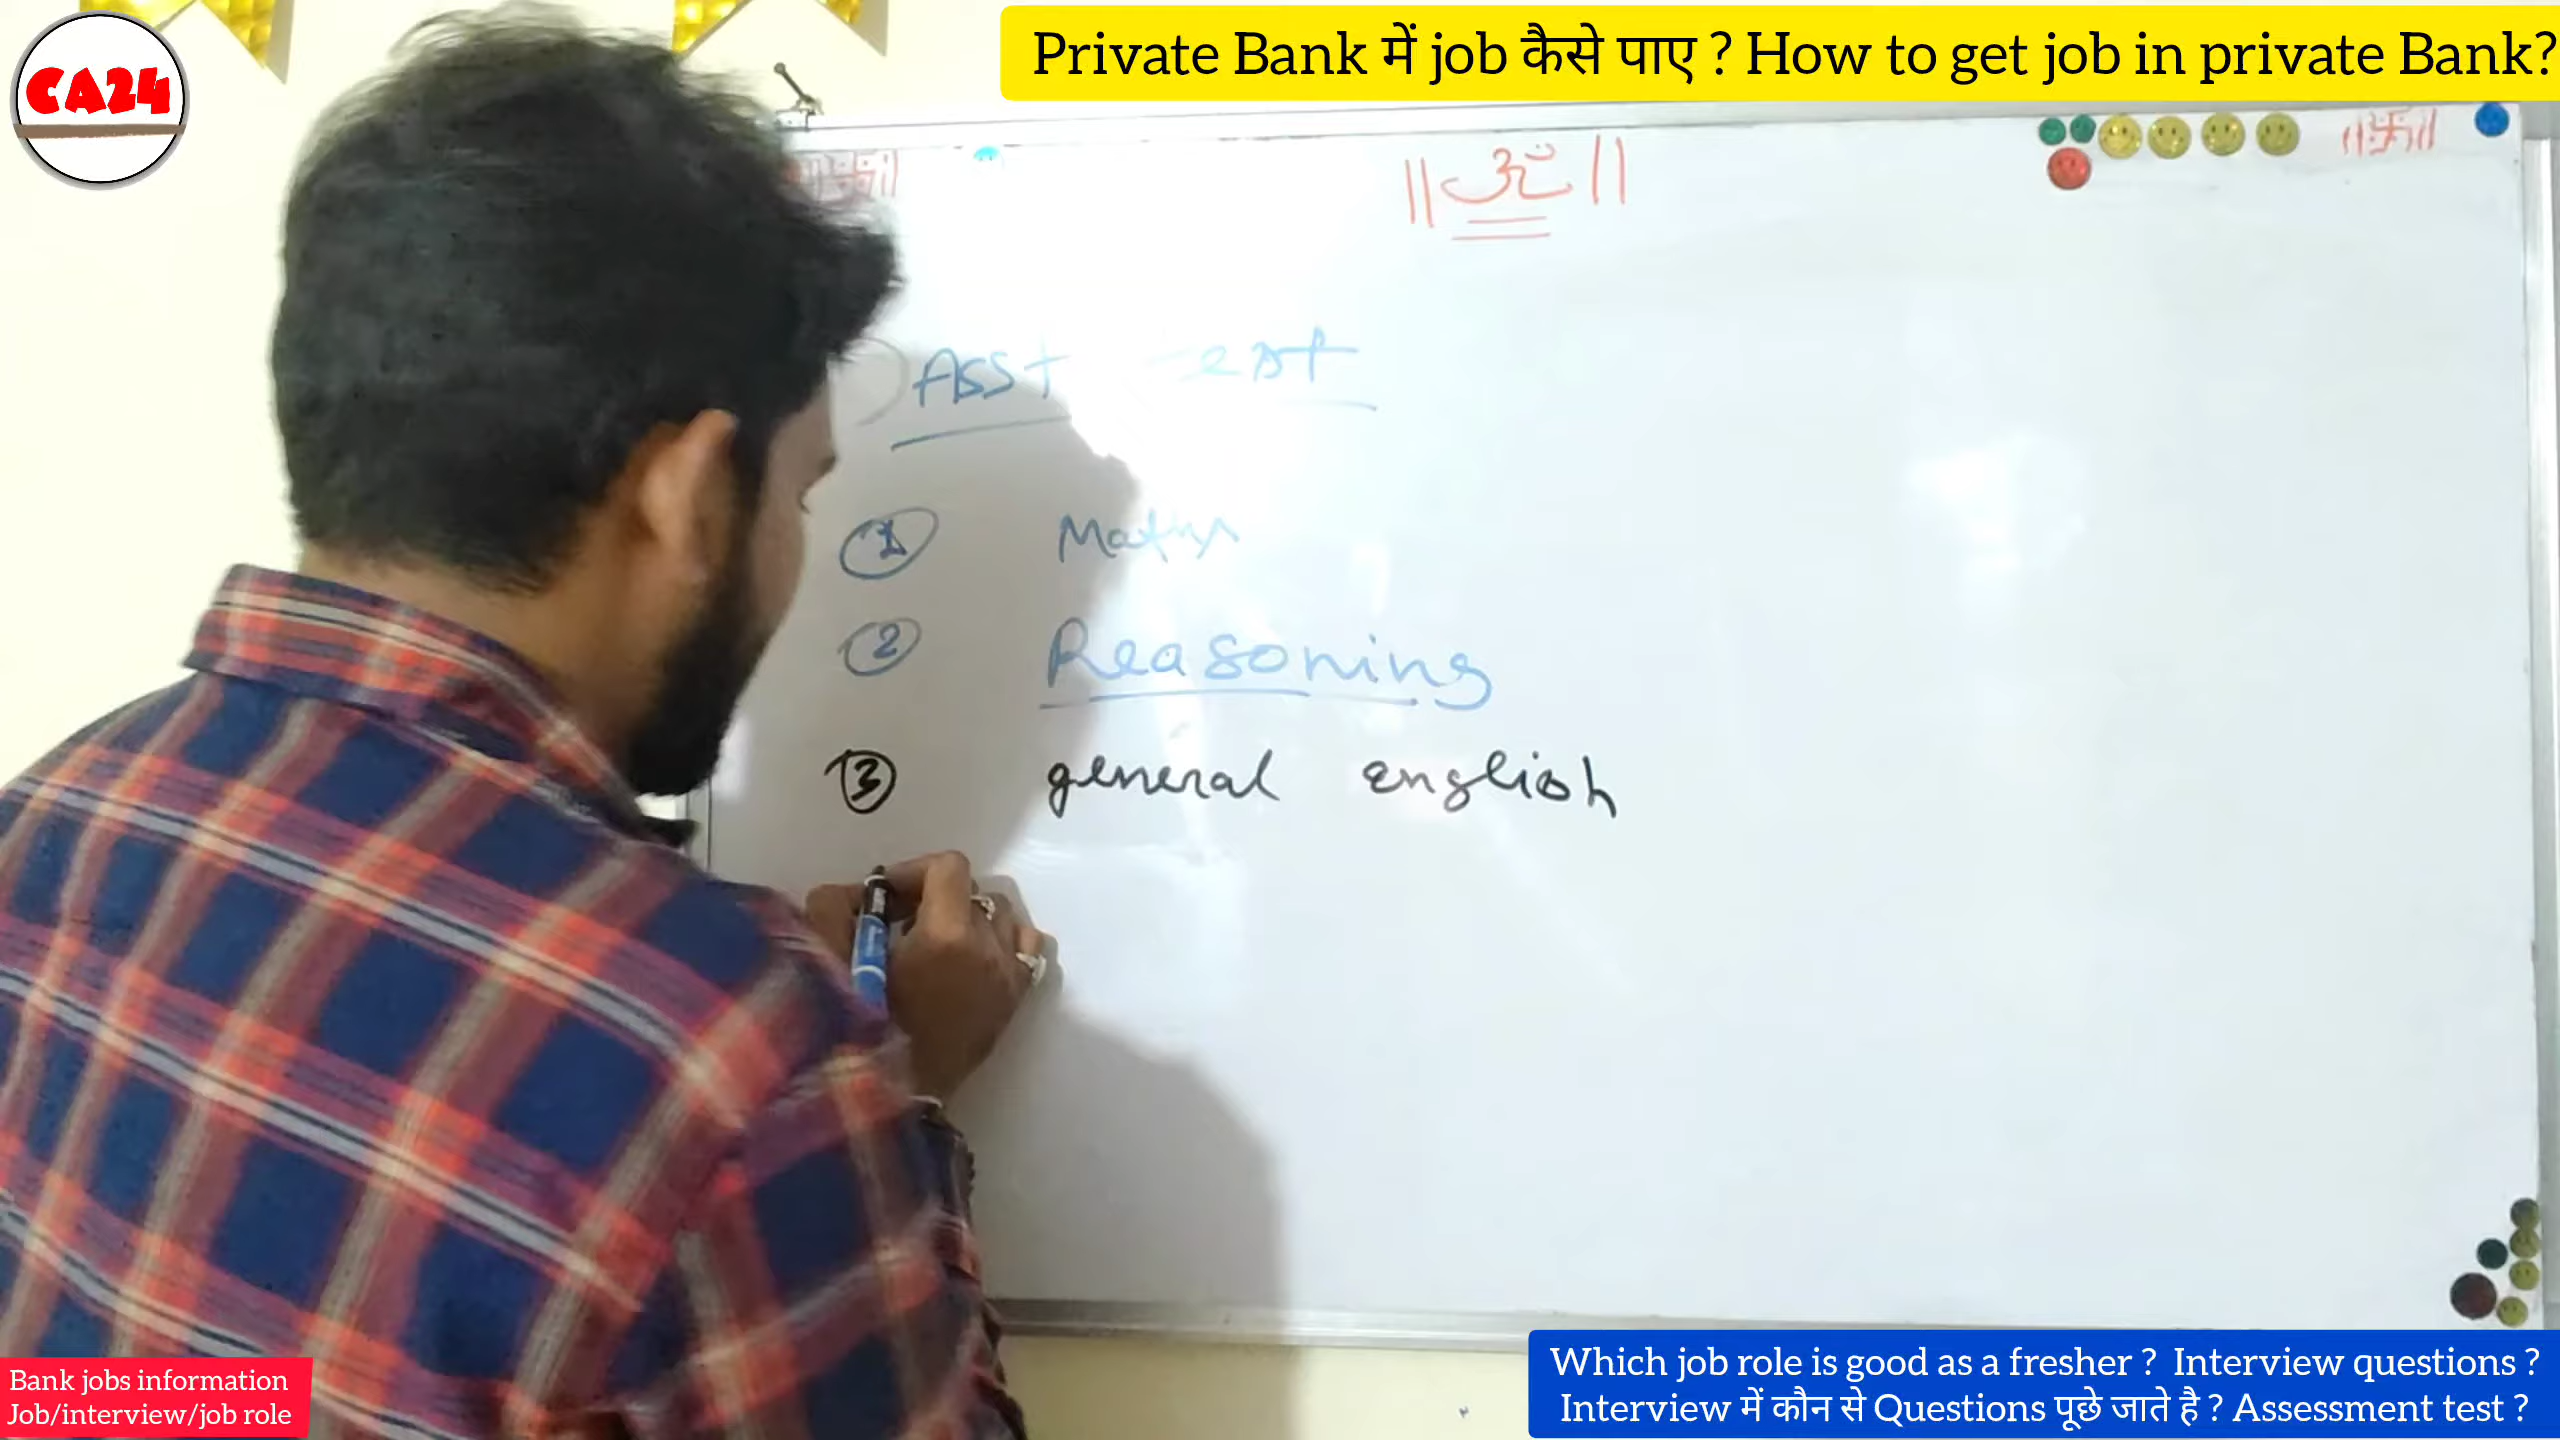 CA24
Private Bank में job कैसे पाए ? How to get job in private Bank?
॥ ॐ ॥
॥卐॥
Asst test
① Maths
② Reasoning
③ general english
Bank jobs information
Job/interview/job role
Which job role is good as a fresher ? Interview questions ?
Interview में कौन से Questions पूछे जाते है ? Assessment test ?